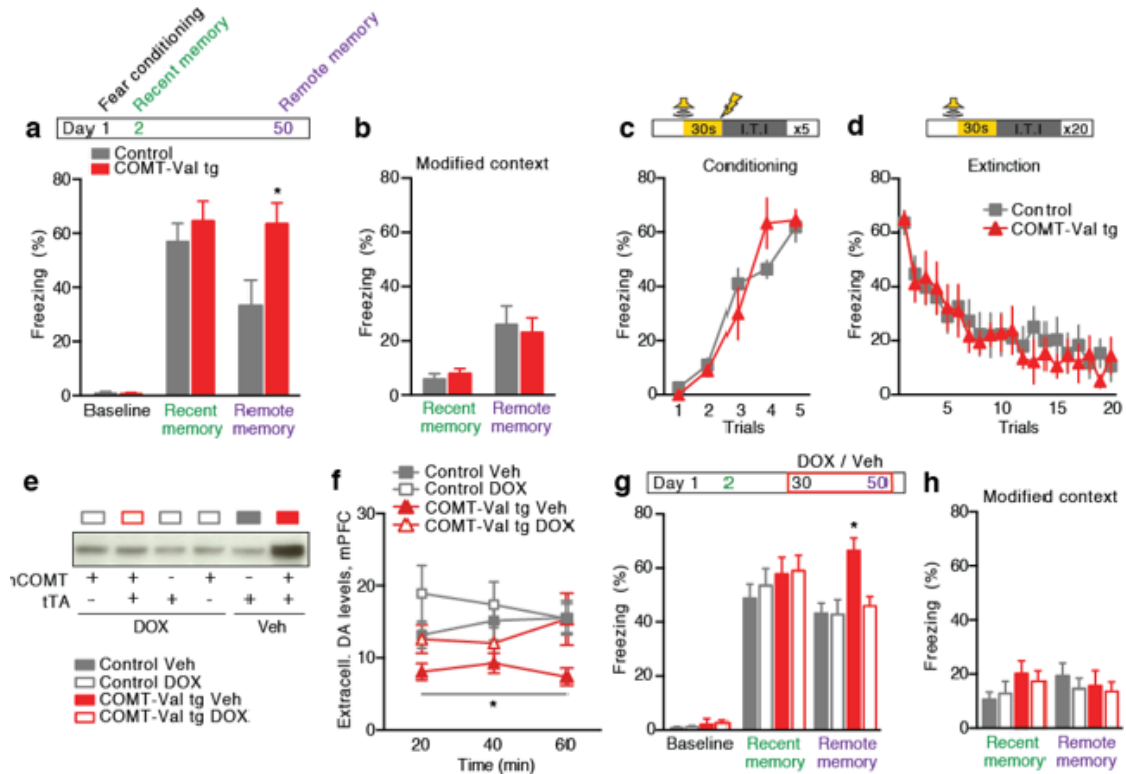 Fear conditioning
Recent memory
Remote memory
a
Day 1 2 50
Control
COMT-Val tg
*
Freezing (%)
80
60
40
20
0
Baseline
Recent memory
Remote memory
b
Modified context
Freezing (%)
80
60
40
20
0
Recent memory
Remote memory
c
30s I.T.I x5
Conditioning
Freezing (%)
80
60
40
20
0
1 2 3 4 5
Trials
d
30s I.T.I x20
Extinction
Control
COMT-Val tg
Freezing (%)
80
60
40
20
0
5 10 15 20
Trials
e
nCOMT + + - + - +
tTA - + + - + +
DOX Veh
Control Veh
Control DOX
COMT-Val tg Veh
COMT-Val tg DOX
f
Control Veh
Control DOX
COMT-Val tg Veh
COMT-Val tg DOX
Extracell. DA levels, mPFC
30
20
15
10
5
0
*
20 40 60
Time (min)
g
DOX / Veh
Day 1 2 30 50
*
Freezing (%)
80
60
40
20
0
Baseline
Recent memory
Remote memory
h
Modified context
Freezing (%)
80
60
40
20
0
Recent memory
Remote memory